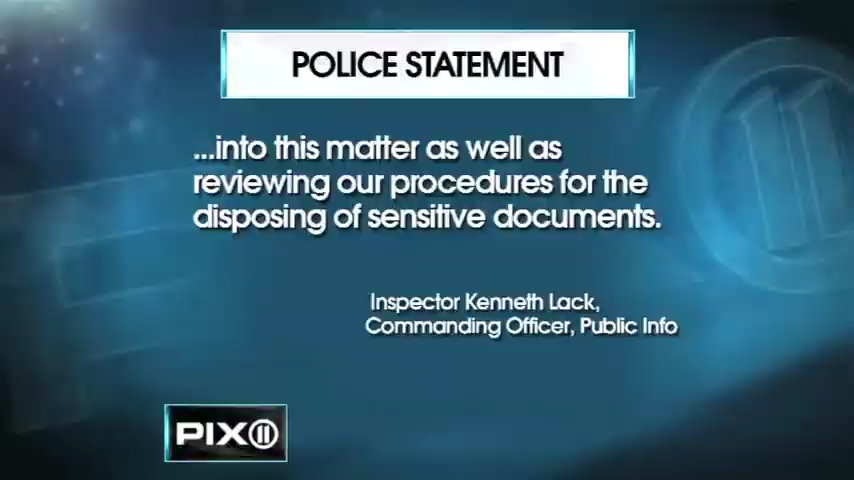 POLICE STATEMENT
...into this matter as well as
reviewing our procedures for the
disposing of sensitive documents.
Inspector Kenneth Lack,
Commanding Officer, Public Info
PIX11